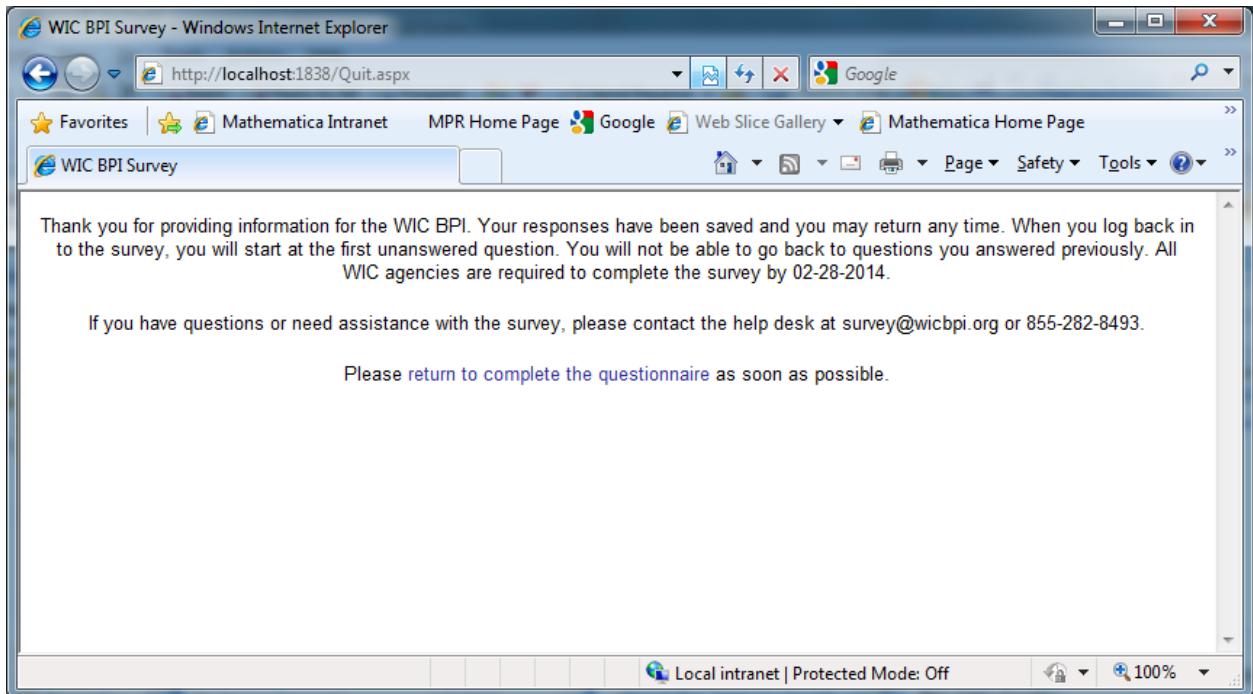 WIC BPI Survey - Windows Internet Explorer
http://localhost:1838/Quit.aspx
Google
Favorites
Mathematica Intranet
MPR Home Page
Google
Web Slice Gallery
Mathematica Home Page
WIC BPI Survey
Page
Safety
Tools
Thank you for providing information for the WIC BPI. Your responses have been saved and you may return any time. When you log back in
to the survey, you will start at the first unanswered question. You will not be able to go back to questions you answered previously. All
WIC agencies are required to complete the survey by 02-28-2014.
If you have questions or need assistance with the survey, please contact the help desk at survey@wicbpi.org or 855-282-8493.
Please return to complete the questionnaire as soon as possible.
Local intranet | Protected Mode: Off
100%